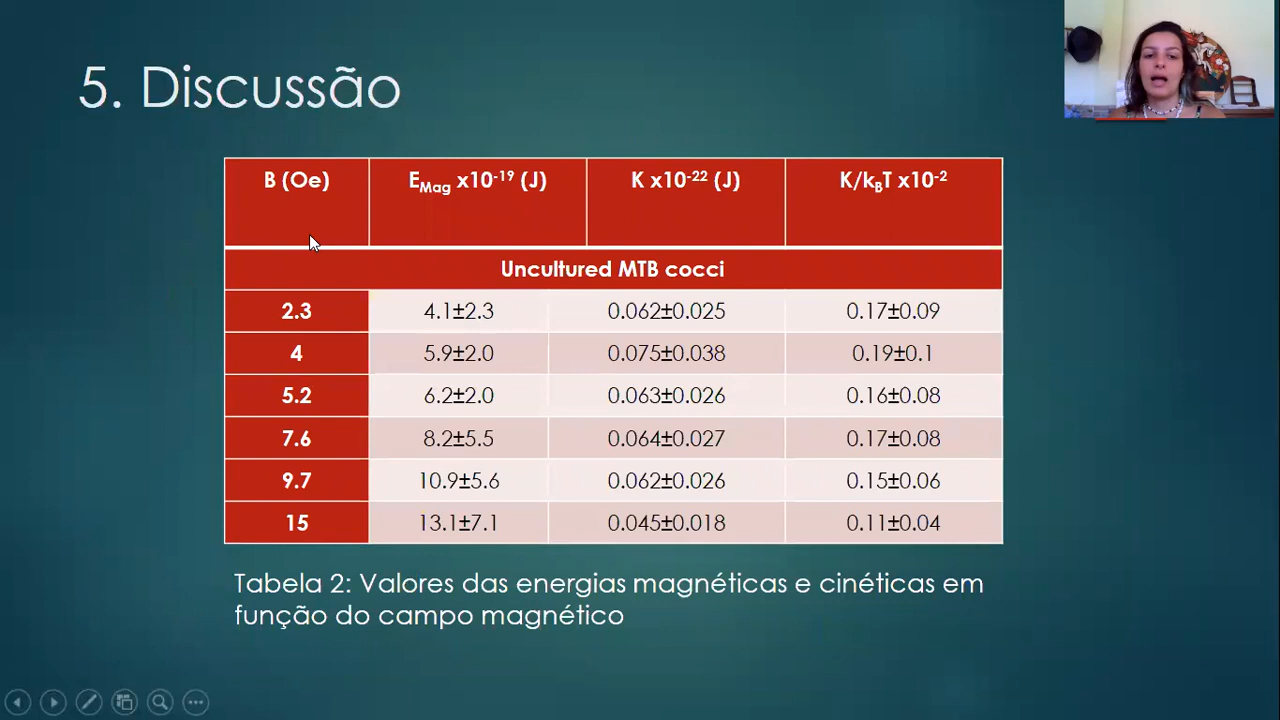 5. Discussão
B (Oe) E_Mag x10^-19 (J) K x10^-22 (J) K/k_BT x10^-2
Uncultured MTB cocci
2.3 4.1±2.3 0.062±0.025 0.17±0.09
4 5.9±2.0 0.075±0.038 0.19±0.1
5.2 6.2±2.0 0.063±0.026 0.16±0.08
7.6 8.2±5.5 0.064±0.027 0.17±0.08
9.7 10.9±5.6 0.062±0.026 0.15±0.06
15 13.1±7.1 0.045±0.018 0.11±0.04
Tabela 2: Valores das energias magnéticas e cinéticas em
função do campo magnético